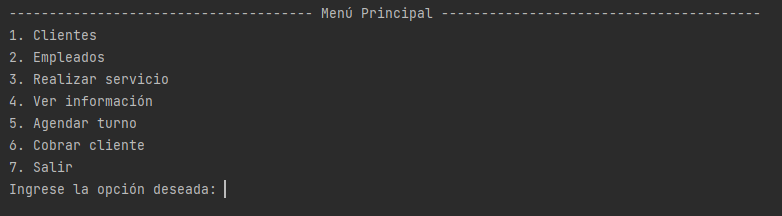 -------------------------------------- Menú Principal ----------------------------------------
1. Clientes
2. Empleados
3. Realizar servicio
4. Ver información
5. Agendar turno
6. Cobrar cliente
7. Salir
Ingrese la opción deseada: